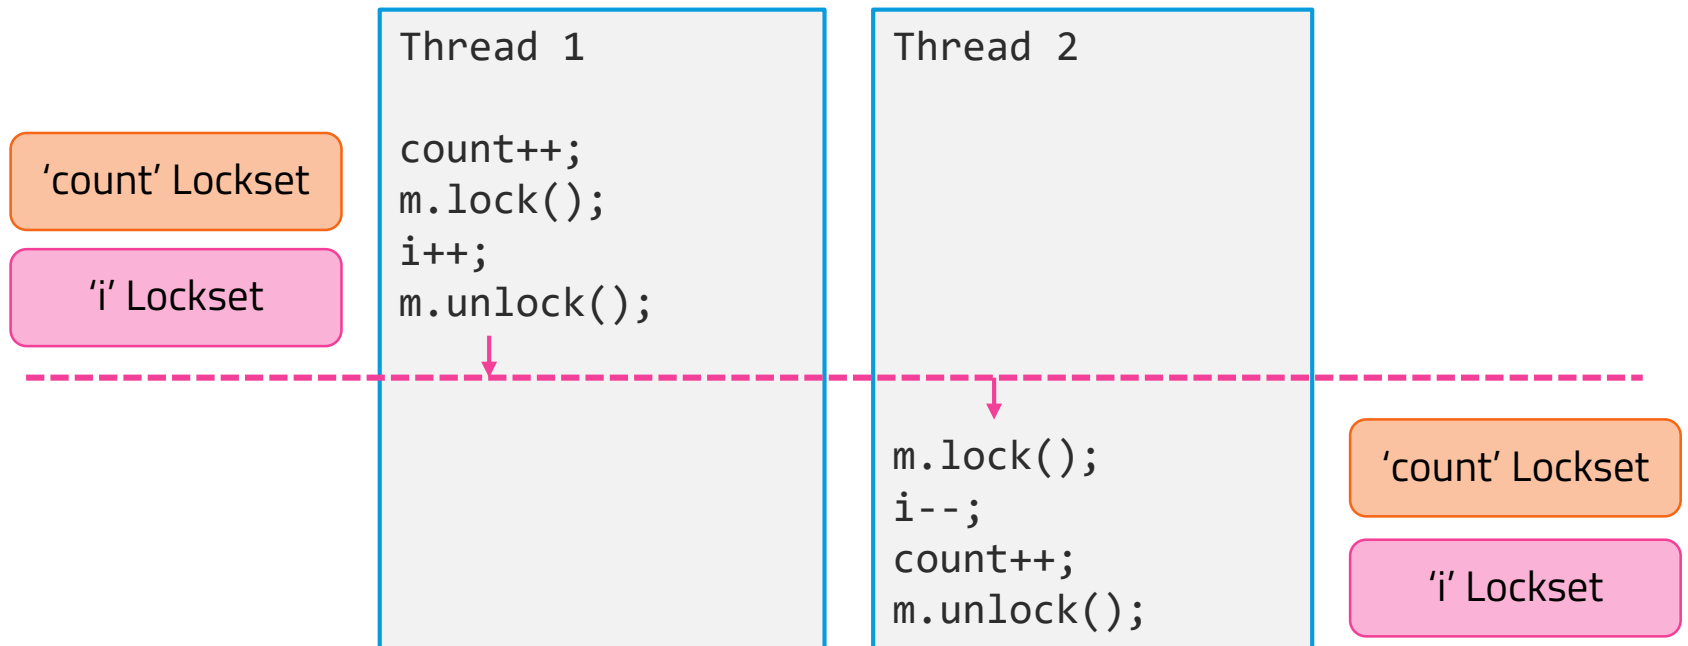 Thread 1
count++;
m.lock();
i++;
m.unlock();
‘count’ Lockset
‘i’ Lockset
Thread 2
m.lock();
i--;
count++;
m.unlock();
‘count’ Lockset
‘i’ Lockset